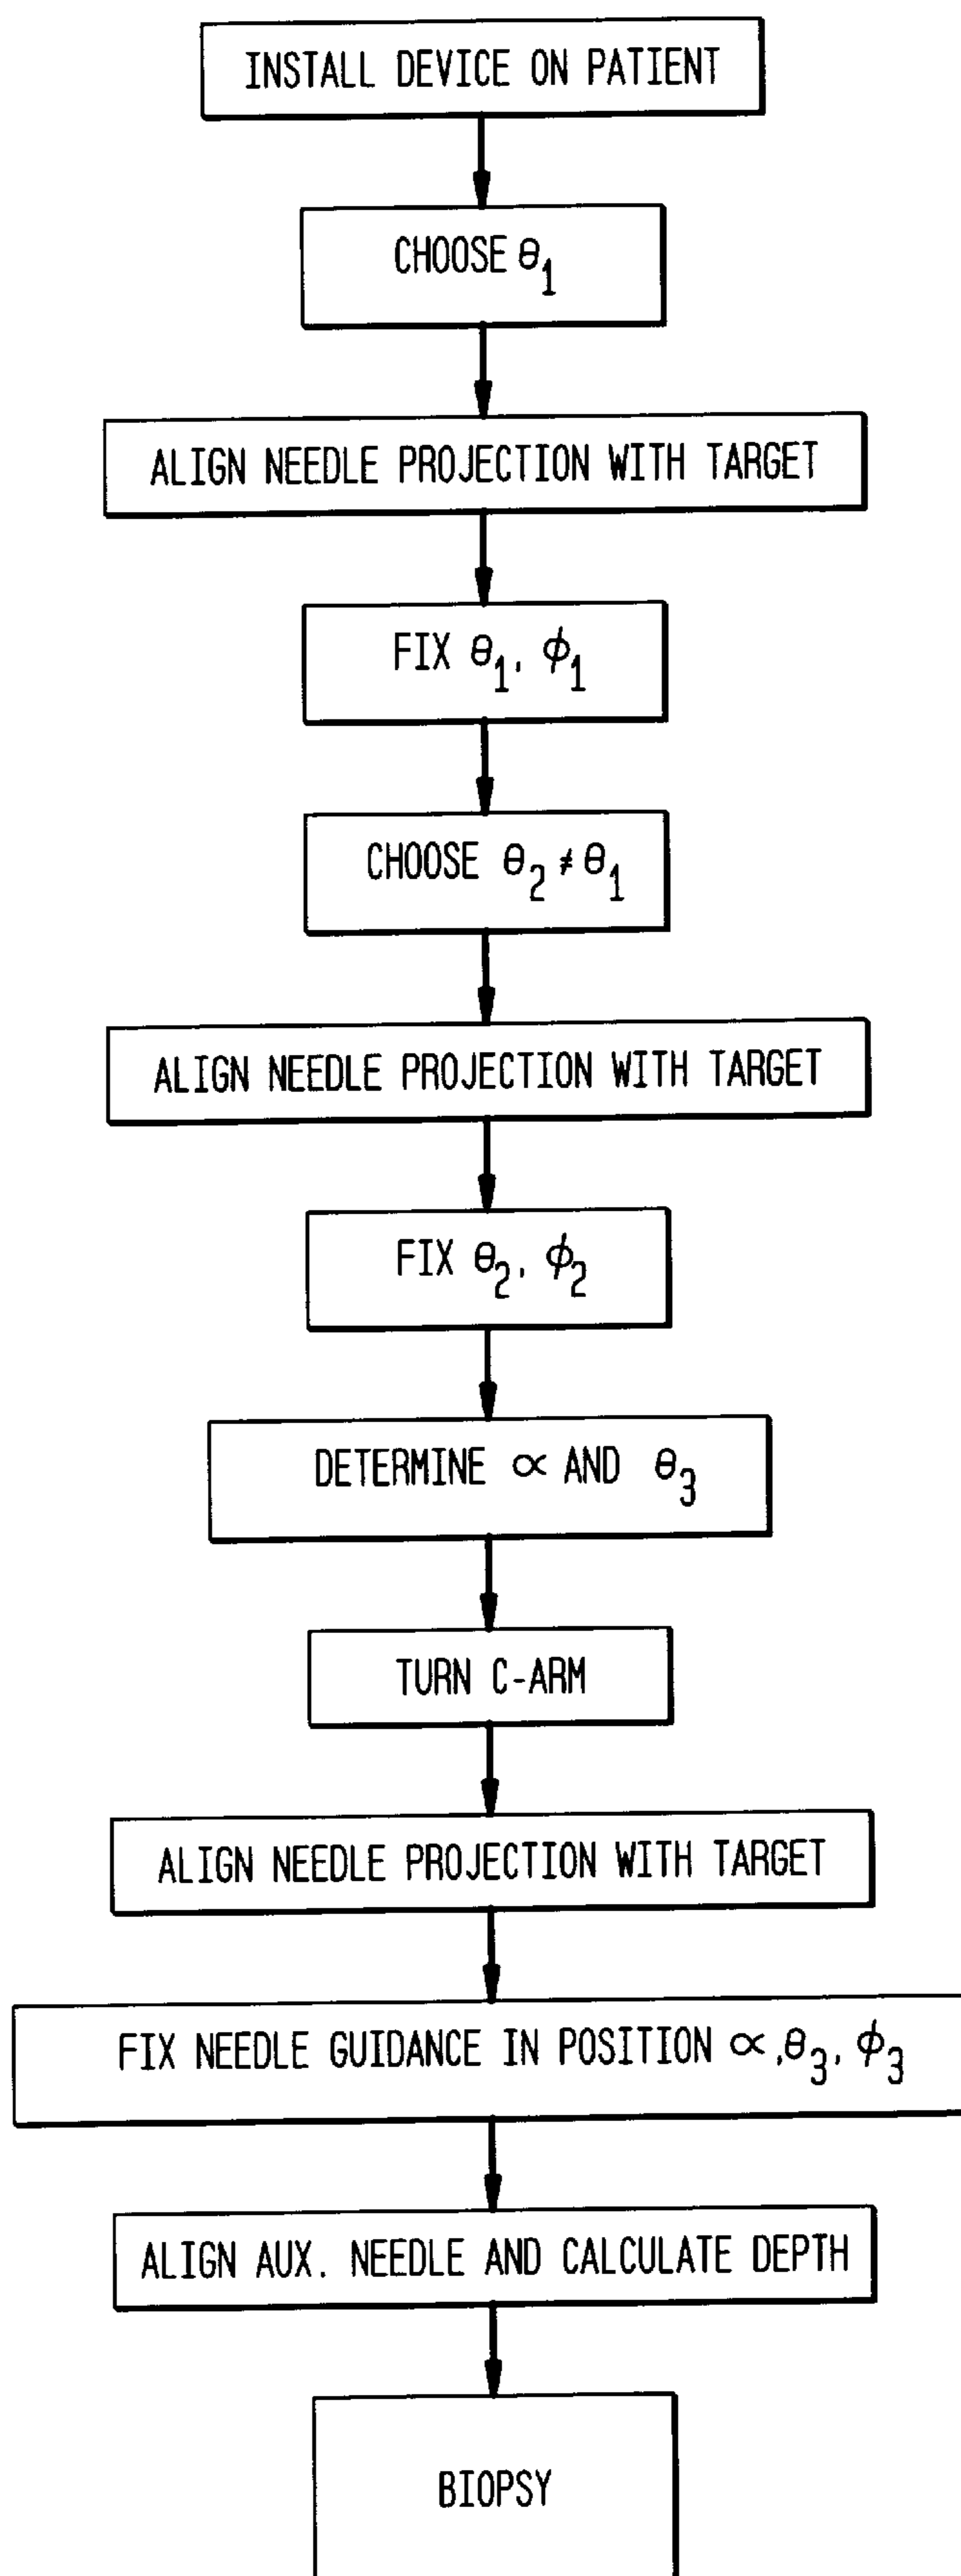 INSTALL DEVICE ON PATIENT
CHOOSE θ₁
ALIGN NEEDLE PROJECTION WITH TARGET
FIX θ₁, ϕ₁
CHOOSE θ₂ ≠ θ₁
ALIGN NEEDLE PROJECTION WITH TARGET
FIX θ₂, ϕ₂
DETERMINE ∝ AND θ₃
TURN C-ARM
ALIGN NEEDLE PROJECTION WITH TARGET
FIX NEEDLE GUIDANCE IN POSITION ∝,θ₃, ϕ₃
ALIGN AUX. NEEDLE AND CALCULATE DEPTH
BIOPSY